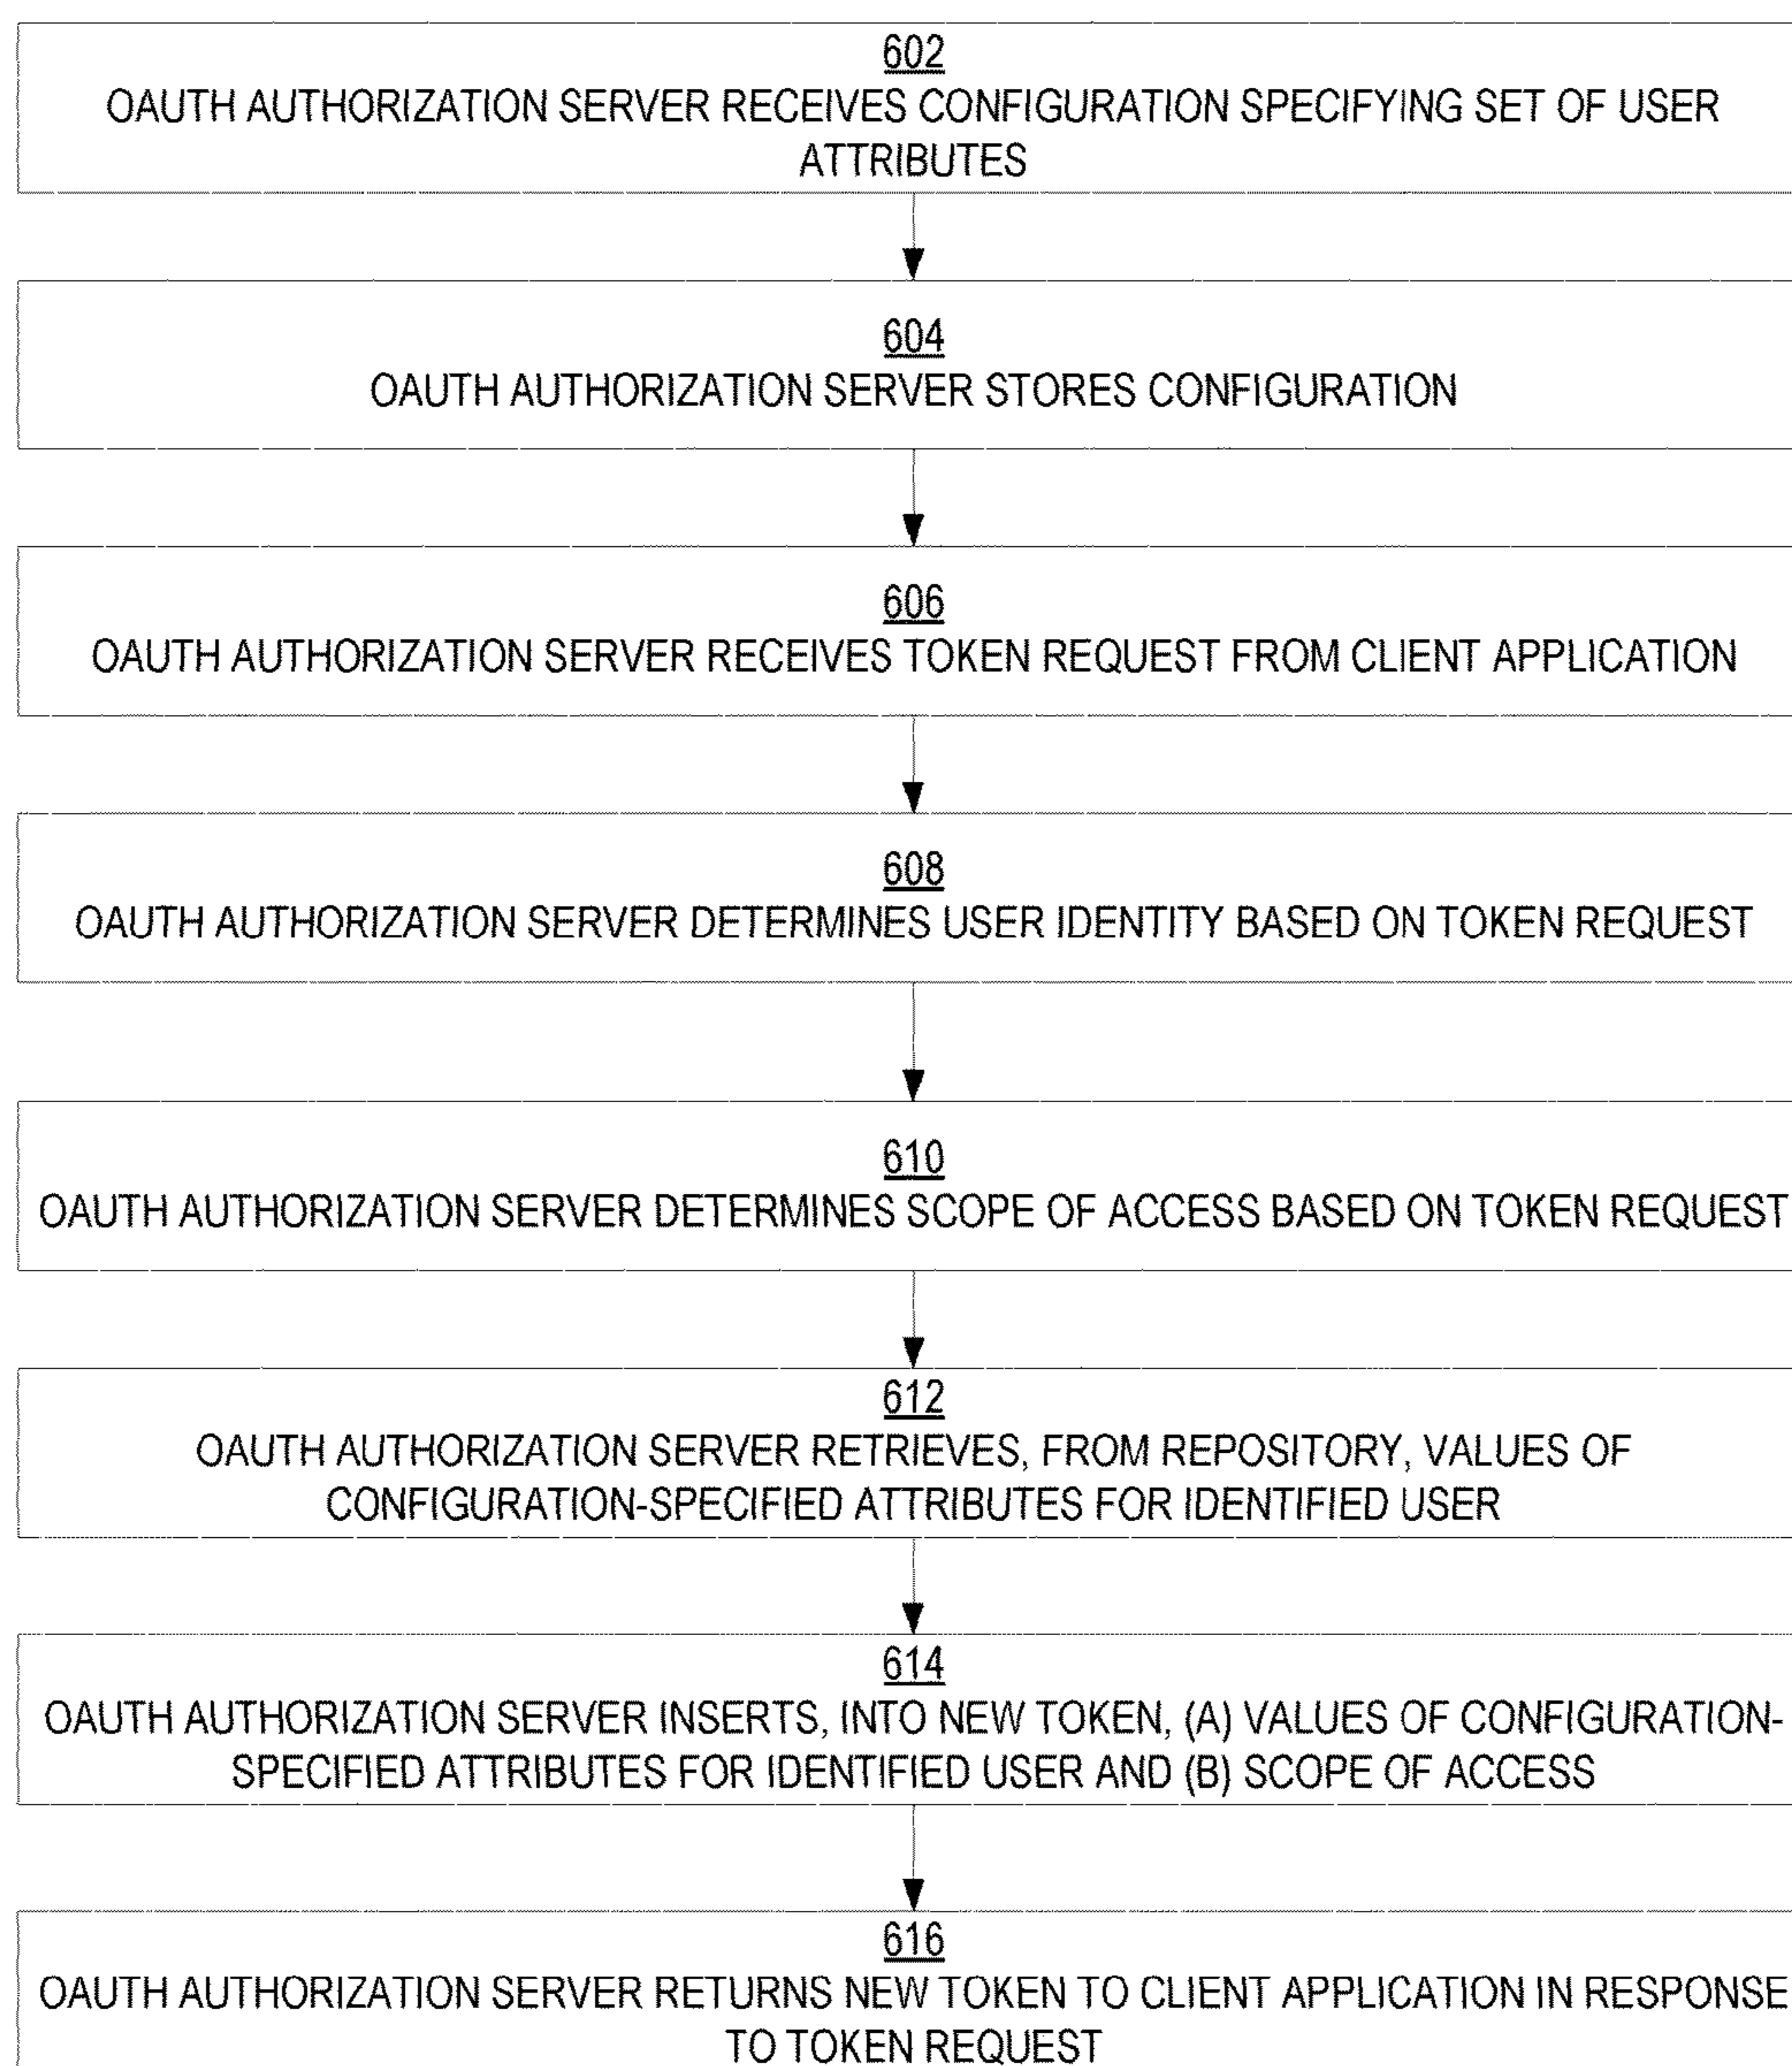 602
OAUTH AUTHORIZATION SERVER RECEIVES CONFIGURATION SPECIFYING SET OF USER
ATTRIBUTES
604
OAUTH AUTHORIZATION SERVER STORES CONFIGURATION
606
OAUTH AUTHORIZATION SERVER RECEIVES TOKEN REQUEST FROM CLIENT APPLICATION
608
OAUTH AUTHORIZATION SERVER DETERMINES USER IDENTITY BASED ON TOKEN REQUEST
610
OAUTH AUTHORIZATION SERVER DETERMINES SCOPE OF ACCESS BASED ON TOKEN REQUEST
612
OAUTH AUTHORIZATION SERVER RETRIEVES, FROM REPOSITORY, VALUES OF
CONFIGURATION-SPECIFIED ATTRIBUTES FOR IDENTIFIED USER
614
OAUTH AUTHORIZATION SERVER INSERTS, INTO NEW TOKEN, (A) VALUES OF CONFIGURATION-
SPECIFIED ATTRIBUTES FOR IDENTIFIED USER AND (B) SCOPE OF ACCESS
616
OAUTH AUTHORIZATION SERVER RETURNS NEW TOKEN TO CLIENT APPLICATION IN RESPONSE
TO TOKEN REQUEST